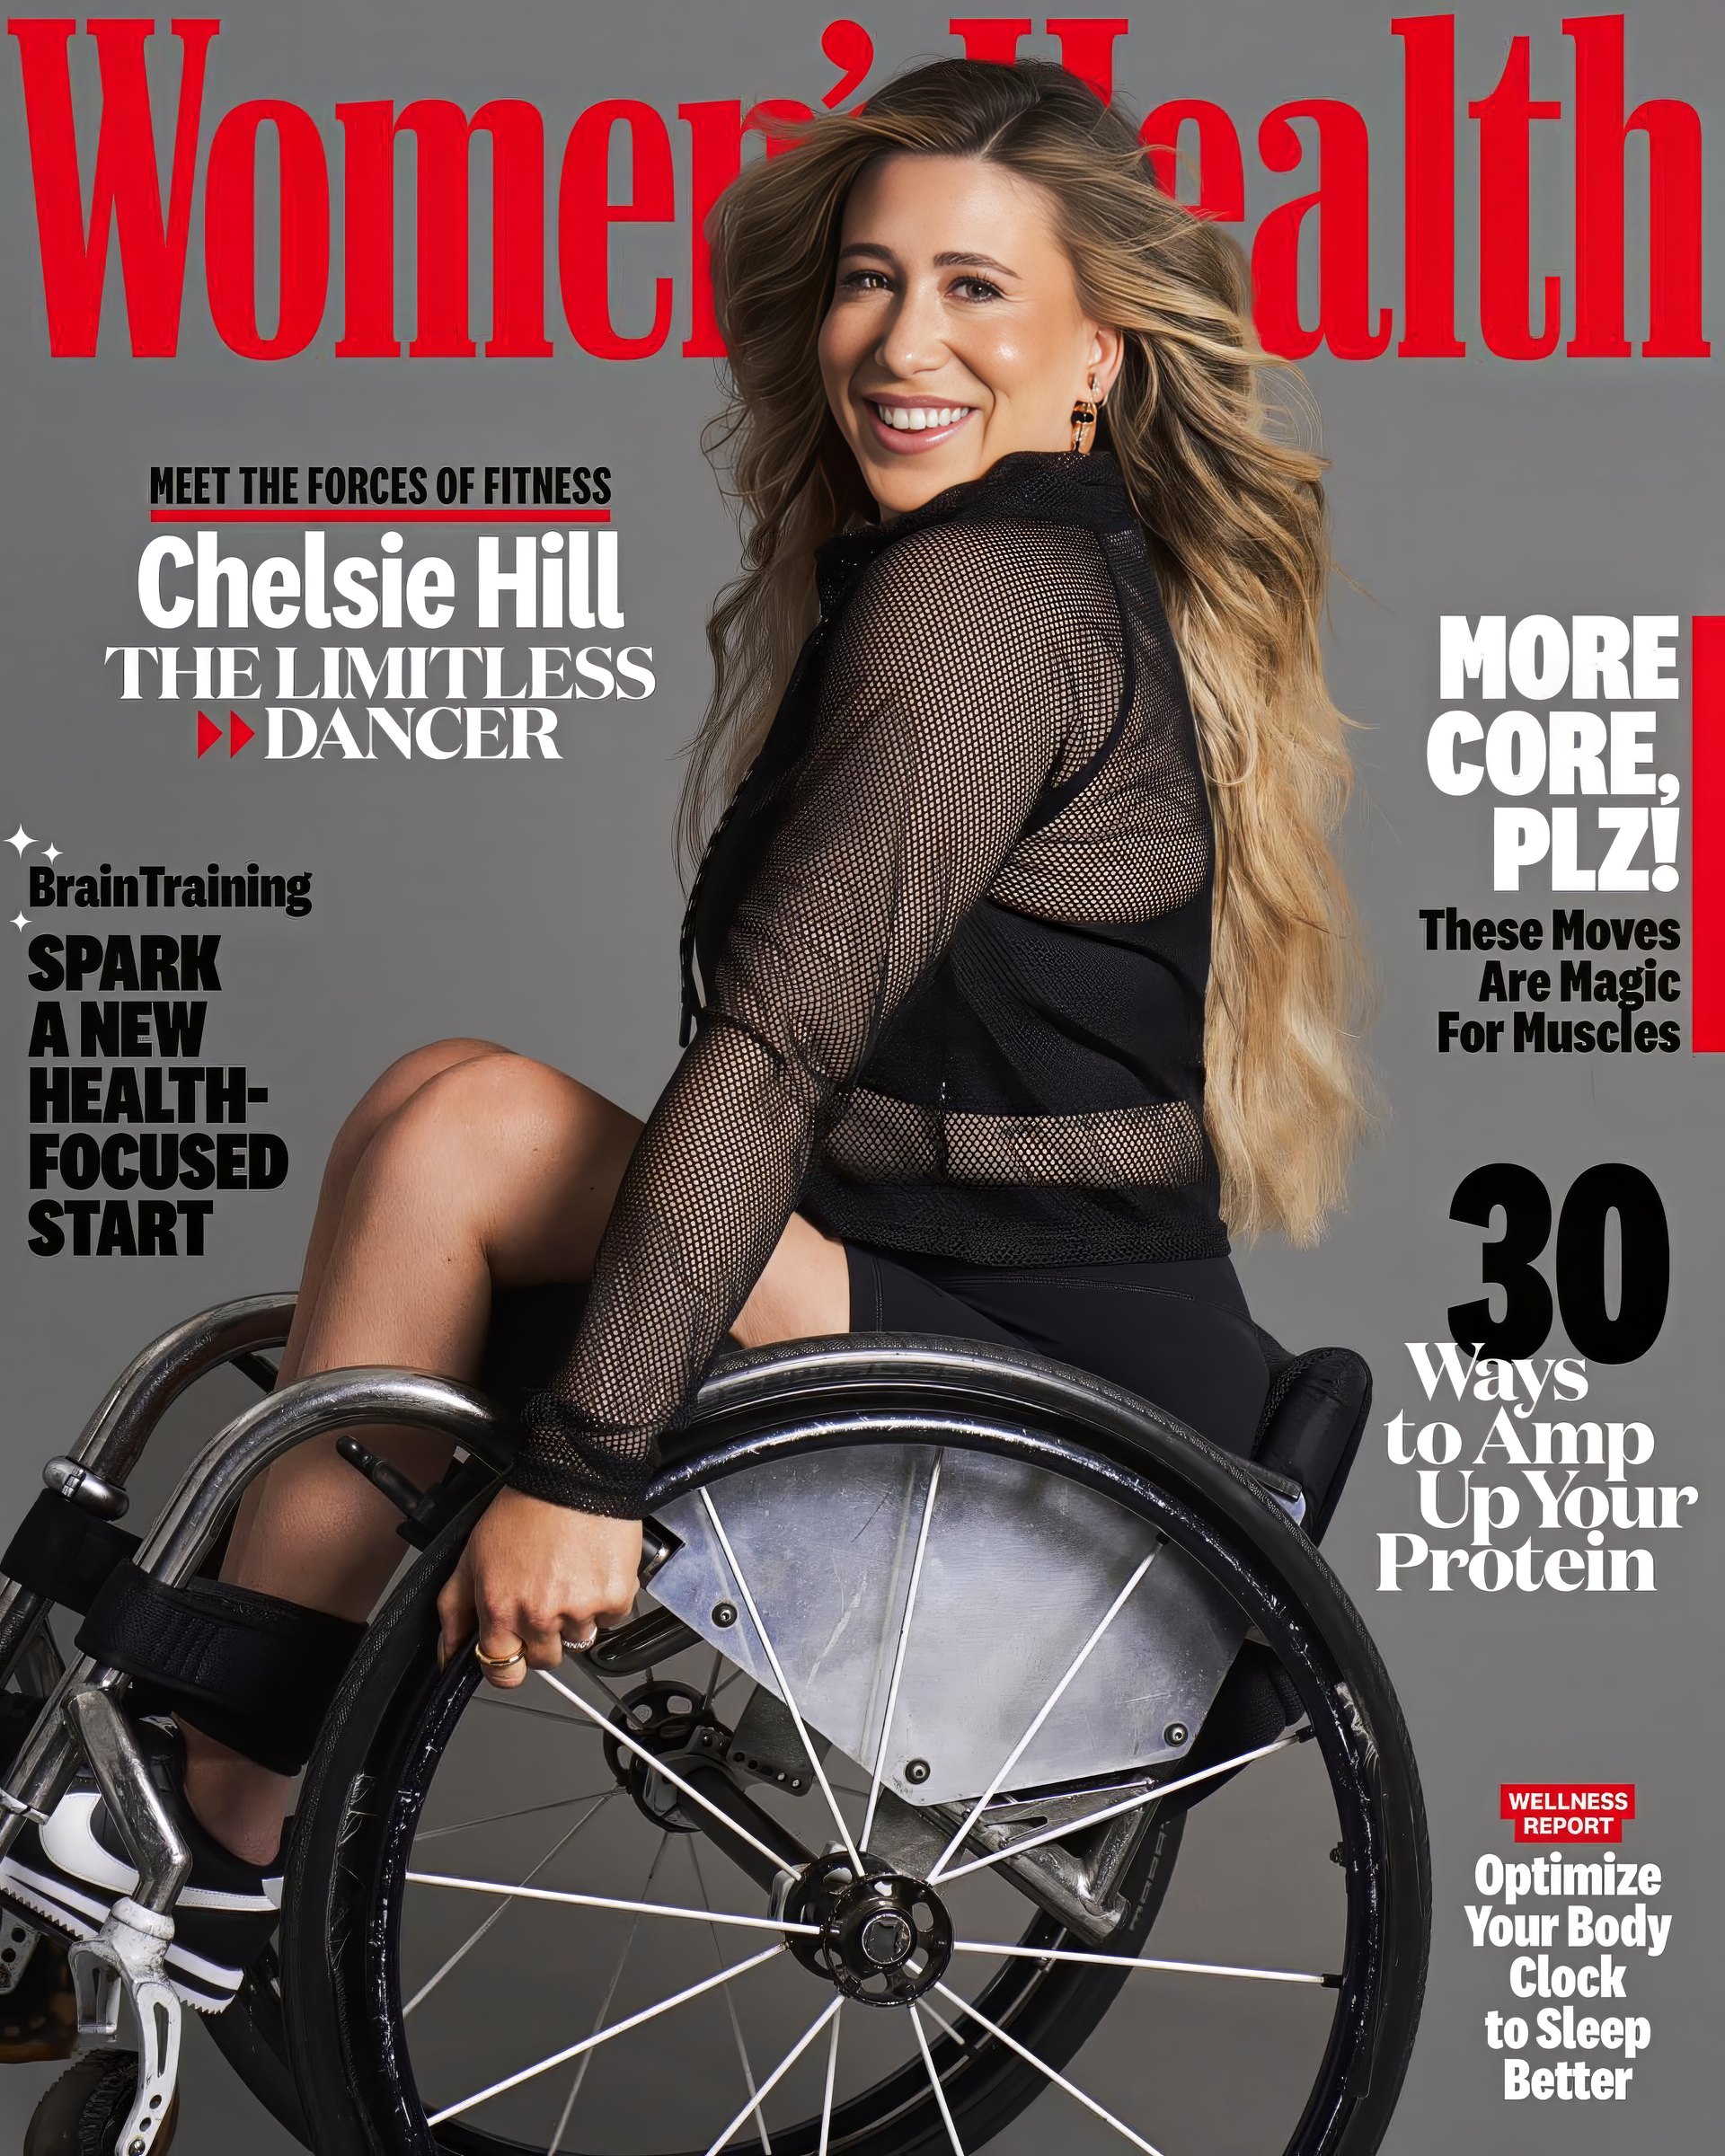 Women's Health
MEET THE FORCES OF FITNESS
Chelsie Hill
THE LIMITLESS
DANCER
BrainTraining
SPARK
A NEW
HEALTH-
FOCUSED
START
MORE
CORE,
PLZ!
These Moves
Are Magic
For Muscles
30
Ways
to Amp
Up Your
Protein
WELLNESS
REPORT
Optimize
Your Body
Clock
to Sleep
Better